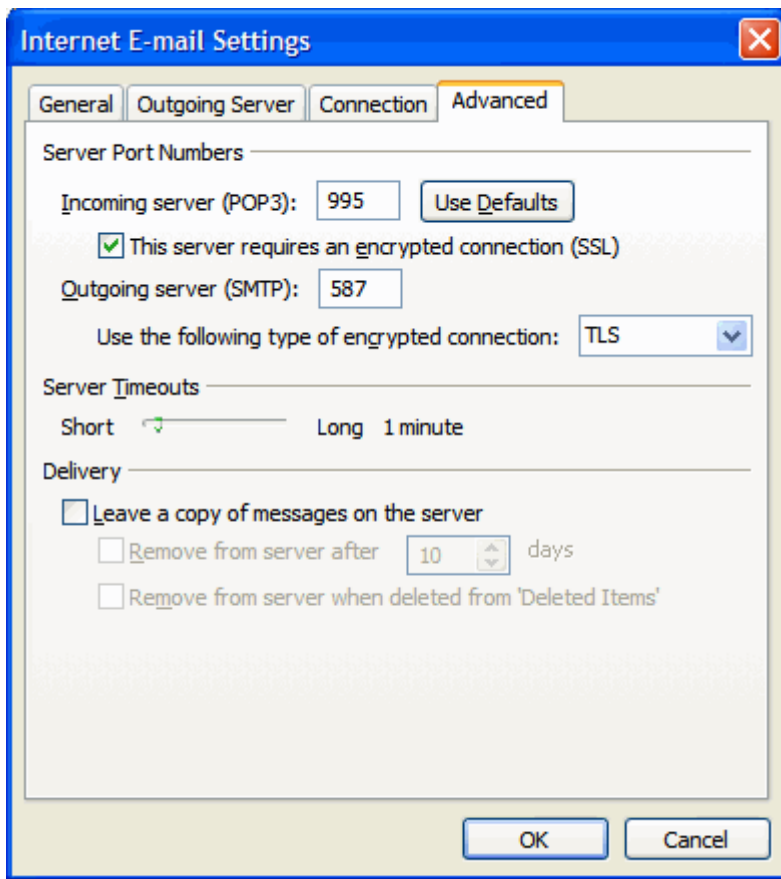 Internet E-mail Settings
General Outgoing Server Connection Advanced
Server Port Numbers
Incoming server (POP3): 995 Use Defaults
This server requires an encrypted connection (SSL)
Outgoing server (SMTP): 587
Use the following type of encrypted connection: TLS
Server Timeouts
Short Long 1 minute
Delivery
Leave a copy of messages on the server
Remove from server after 10 days
Remove from server when deleted from 'Deleted Items'
OK Cancel